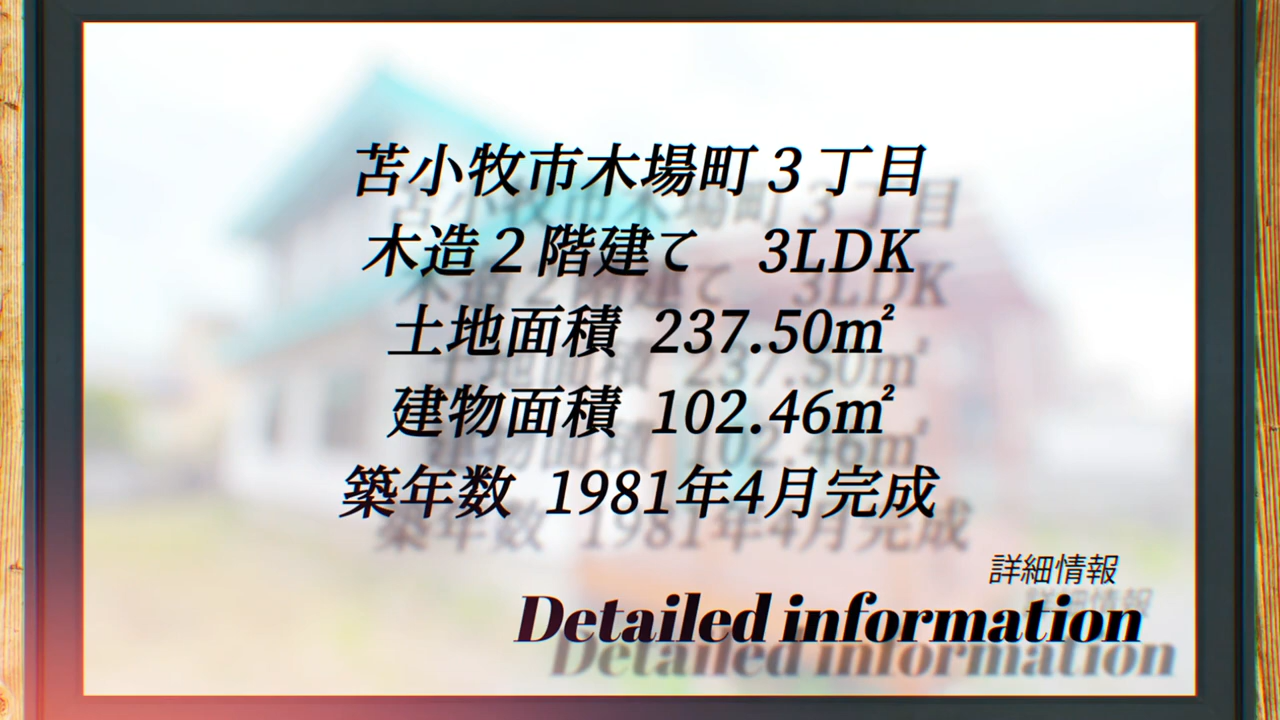 苫小牧市木場町３丁目
木造２階建て　3LDK
土地面積 237.50㎡
建物面積 102.46㎡
築年数 1981年4月完成
詳細情報
Detailed information